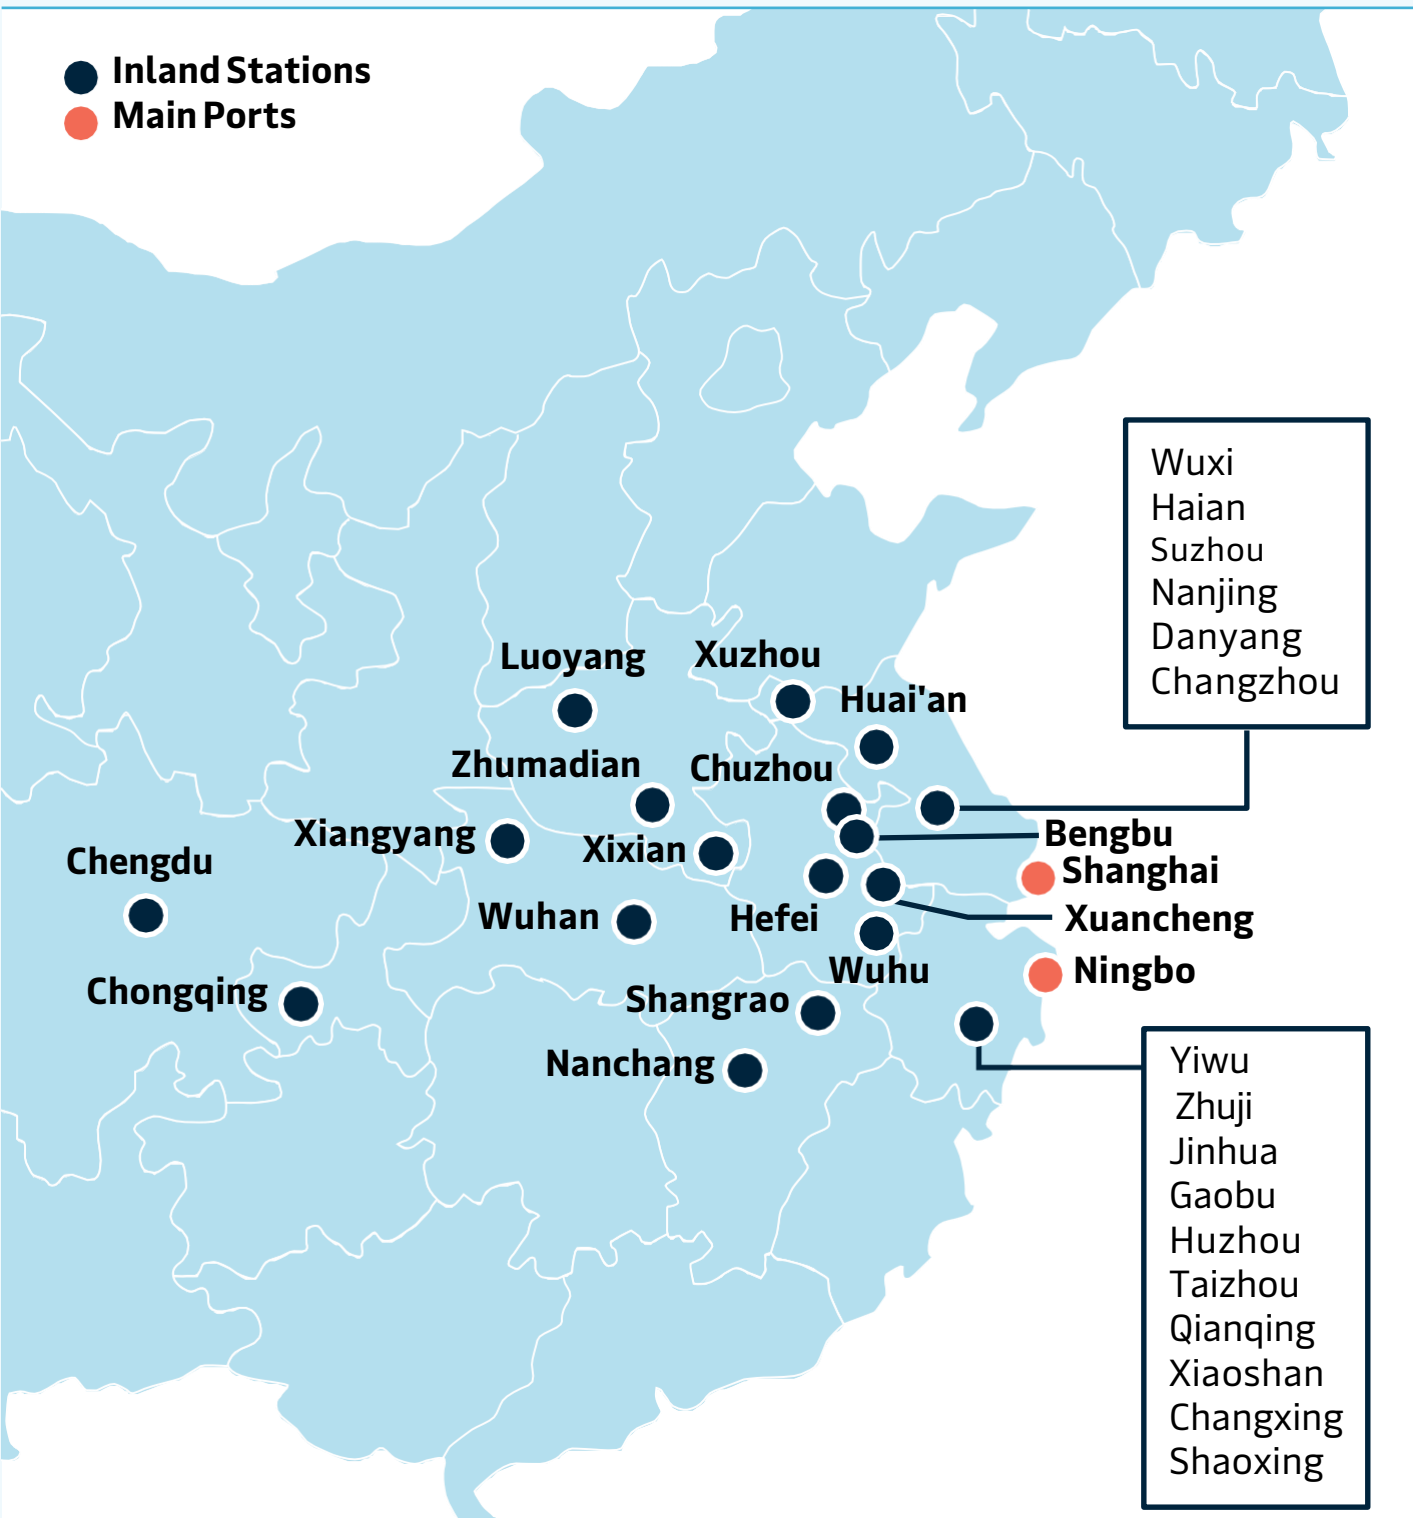 Inland Stations
Main Ports
Wuxi
Haian
Suzhou
Nanjing
Danyang
Changzhou
Luoyang
Xuzhou
Huai'an
Zhumadian
Chuzhou
Xiangyang
Xixian
Bengbu
Chengdu
Shanghai
Wuhan
Hefei
Xuancheng
Wuhu
Ningbo
Chongqing
Shangrao
Nanchang
Yiwu
Zhuji
Jinhua
Gaobu
Huzhou
Taizhou
Qianqing
Xiaoshan
Changxing
Shaoxing